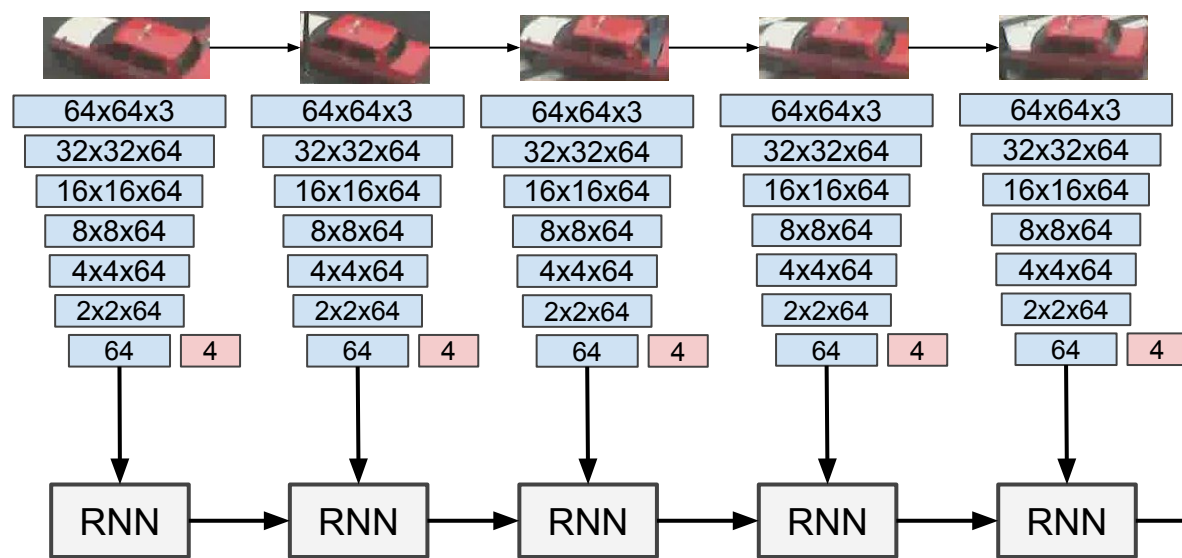 64x64x3 64x64x3 64x64x3 64x64x3 64x64x3
32x32x64 32x32x64 32x32x64 32x32x64 32x32x64
16x16x64 16x16x64 16x16x64 16x16x64 16x16x64
8x8x64 8x8x64 8x8x64 8x8x64 8x8x64
4x4x64 4x4x64 4x4x64 4x4x64 4x4x64
2x2x64 2x2x64 2x2x64 2x2x64 2x2x64
64 4 64 4 64 4 64 4 64 4
RNN RNN RNN RNN RNN